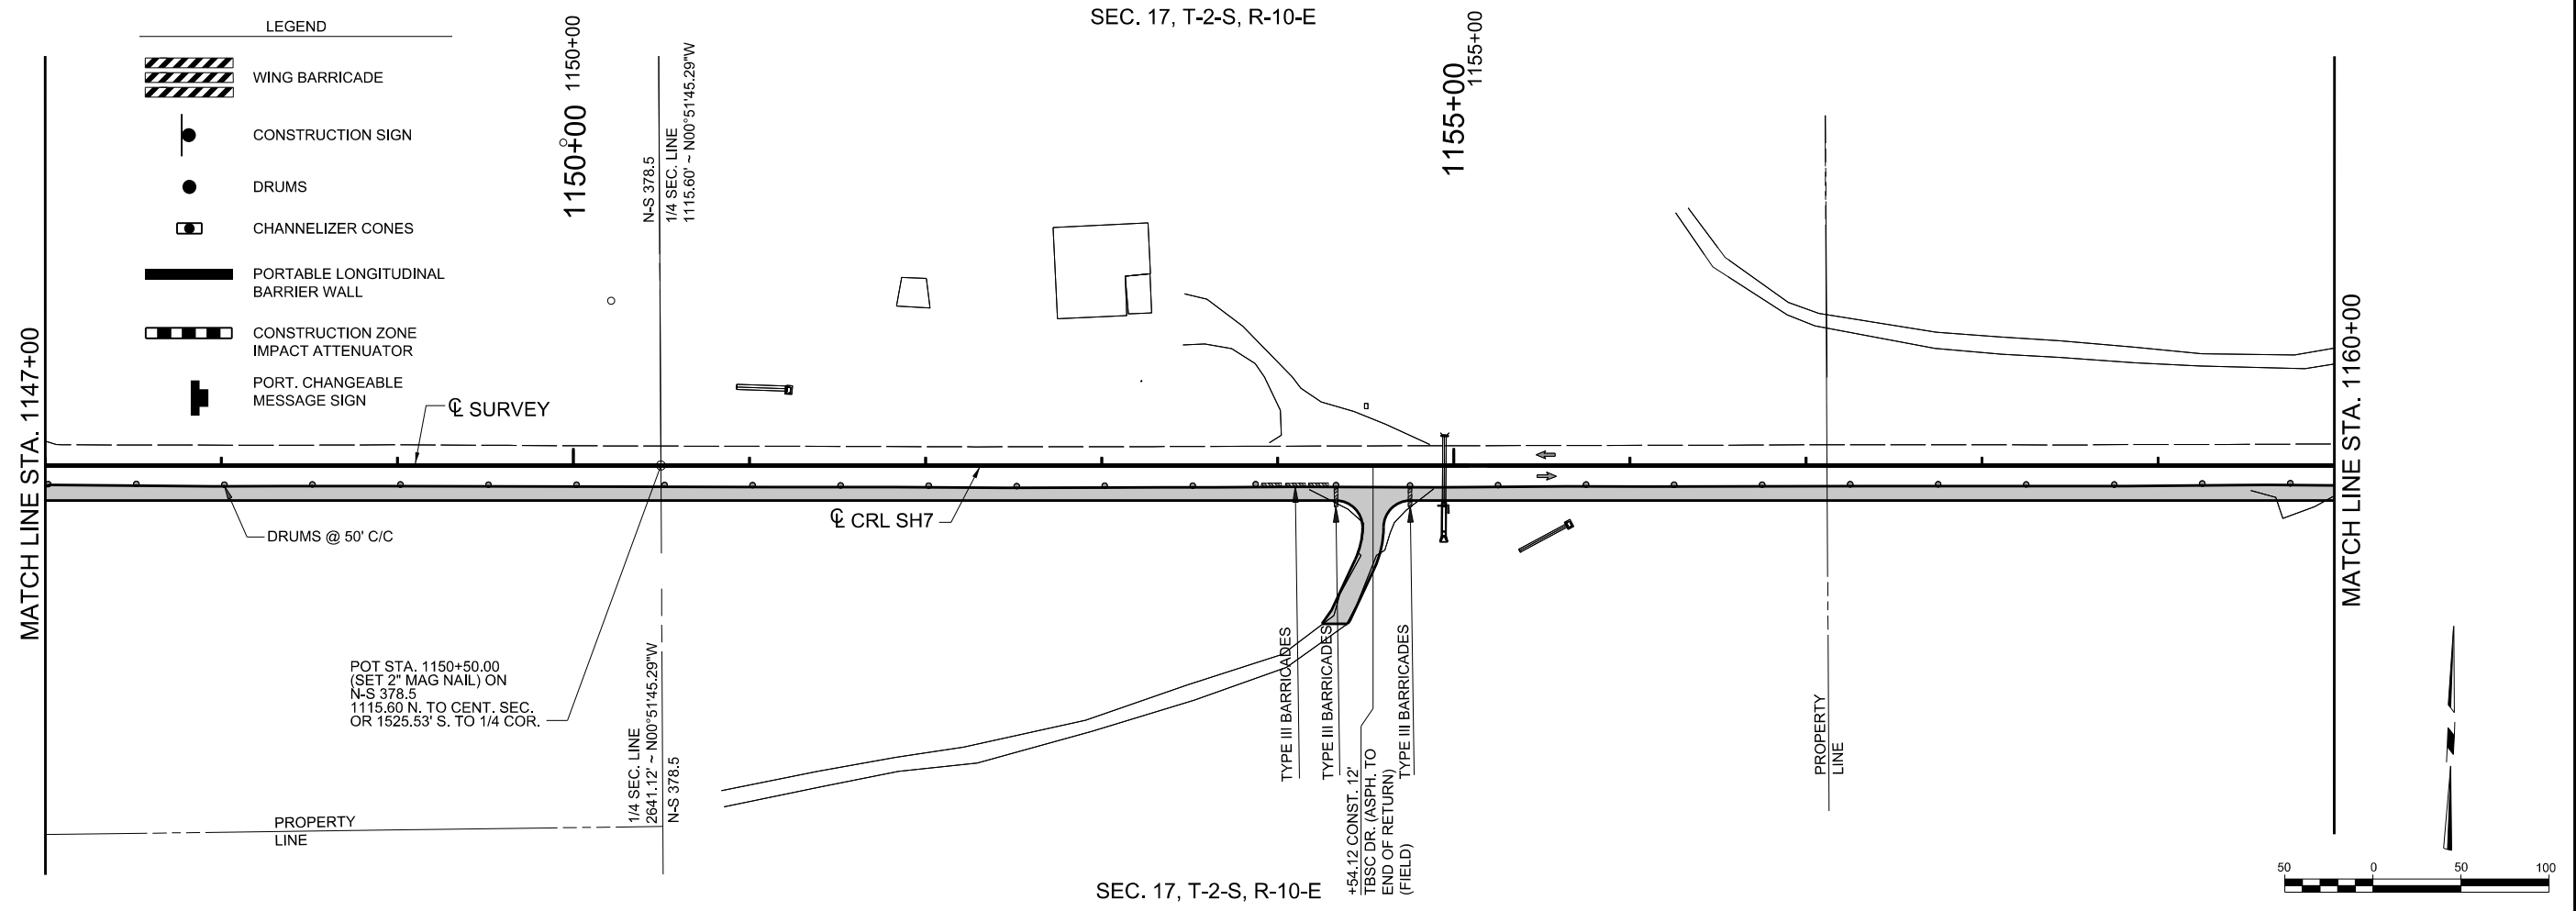 SEC. 17, T-2-S, R-10-E
LEGEND
WING BARRICADE
CONSTRUCTION SIGN
DRUMS
CHANNELIZER CONES
PORTABLE LONGITUDINAL
BARRIER WALL
CONSTRUCTION ZONE
IMPACT ATTENUATOR
PORT. CHANGEABLE
MESSAGE SIGN
MATCH LINE STA. 1147+00
1150+00
1150+00
N-S 378.5
1/4 SEC. LINE
1115.60' ~ N00°51'45.29"W
1155+00
1155+00
MATCH LINE STA. 1160+00
℄ SURVEY
℄ CRL SH7
DRUMS @ 50' C/C
POT STA. 1150+50.00
(SET 2" MAG NAIL) ON
N-S 378.5
1115.60 N. TO CENT. SEC.
OR 1525.53' S. TO 1/4 COR.
1/4 SEC. LINE
2641.12' ~ N00°51'45.29"W
N-S 378.5
PROPERTY
LINE
TYPE III BARRICADES
TYPE III BARRICADES
+54.12 CONST. 12'
TBSC DR. (ASPH. TO
END OF RETURN)
(FIELD)
TYPE III BARRICADES
PROPERTY
LINE
50 0 50 100
SEC. 17, T-2-S, R-10-E